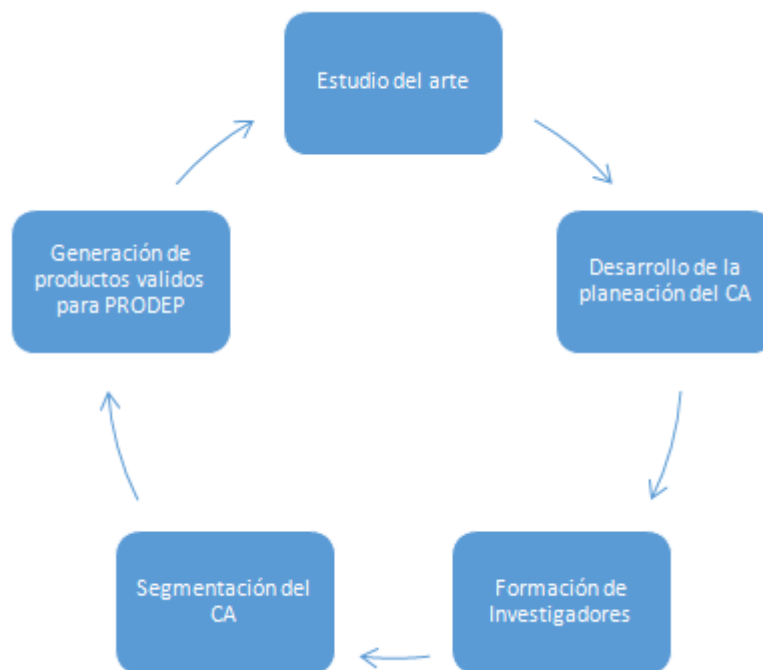 Estudio del arte
Desarrollo de la
planeación del CA
Formación de
Investigadores
Segmentación del
CA
Generación de
productos validos
para PRODEP